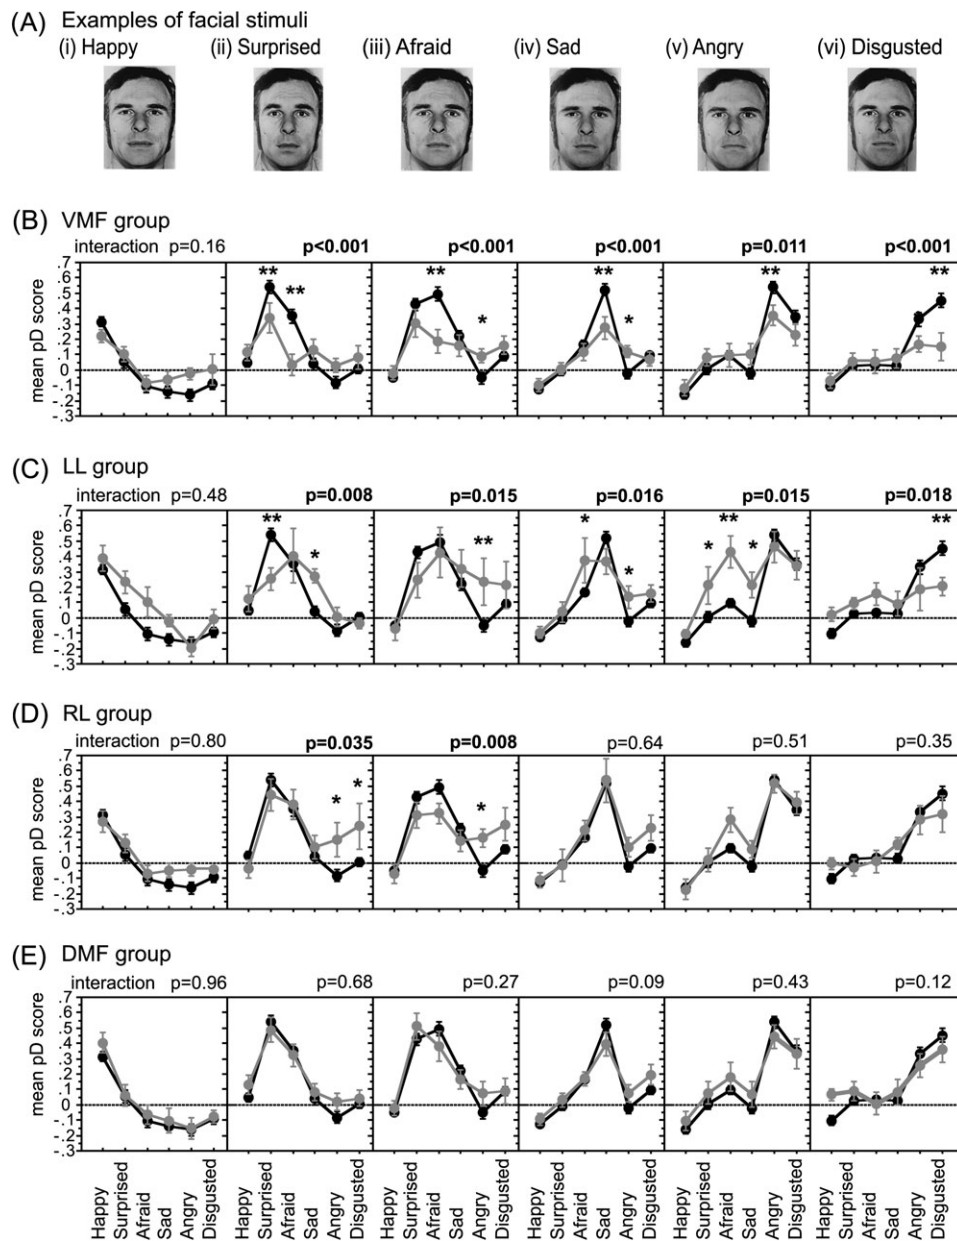 (A) Examples of facial stimuli
(i) Happy (ii) Surprised (iii) Afraid (iv) Sad (v) Angry (vi) Disgusted
(B) VMF group
interaction p=0.16 p<0.001 p<0.001 p<0.001 p=0.011 p<0.001
mean pD score
.7
.6
.5
.4
.3
.2
.1
0
-.1
-.2
-.3
** ** ** * ** * ** **
(C) LL group
interaction p=0.48 p=0.008 p=0.015 p=0.016 p=0.015 p=0.018
mean pD score
.7
.6
.5
.4
.3
.2
.1
0
-.1
-.2
-.3
** * ** * * * ** * **
(D) RL group
interaction p=0.80 p=0.035 p=0.008 p=0.64 p=0.51 p=0.35
mean pD score
.7
.6
.5
.4
.3
.2
.1
0
-.1
-.2
-.3
* * *
(E) DMF group
interaction p=0.96 p=0.68 p=0.27 p=0.09 p=0.43 p=0.12
mean pD score
.7
.6
.5
.4
.3
.2
.1
0
-.1
-.2
-.3
Happy Surprised Afraid Sad Angry Disgusted
Happy Surprised Afraid Sad Angry Disgusted
Happy Surprised Afraid Sad Angry Disgusted
Happy Surprised Afraid Sad Angry Disgusted
Happy Surprised Afraid Sad Angry Disgusted
Happy Surprised Afraid Sad Angry Disgusted